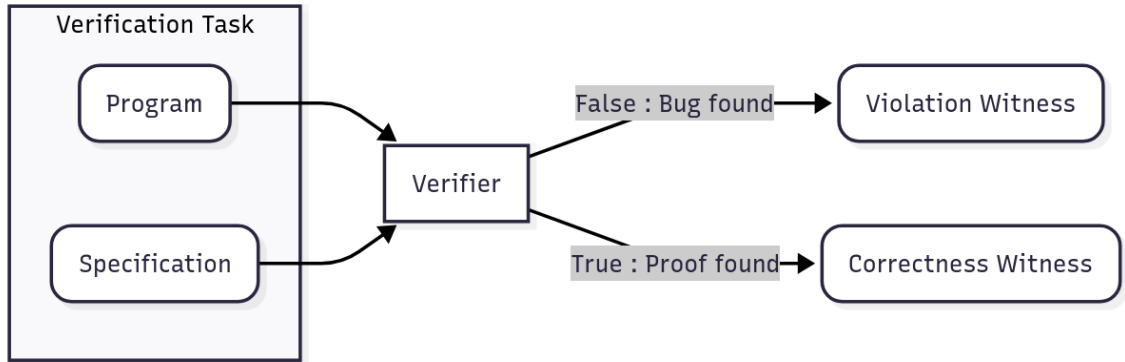 Verification Task
Program
False : Bug found
Violation Witness
Verifier
Specification
True : Proof found
Correctness Witness